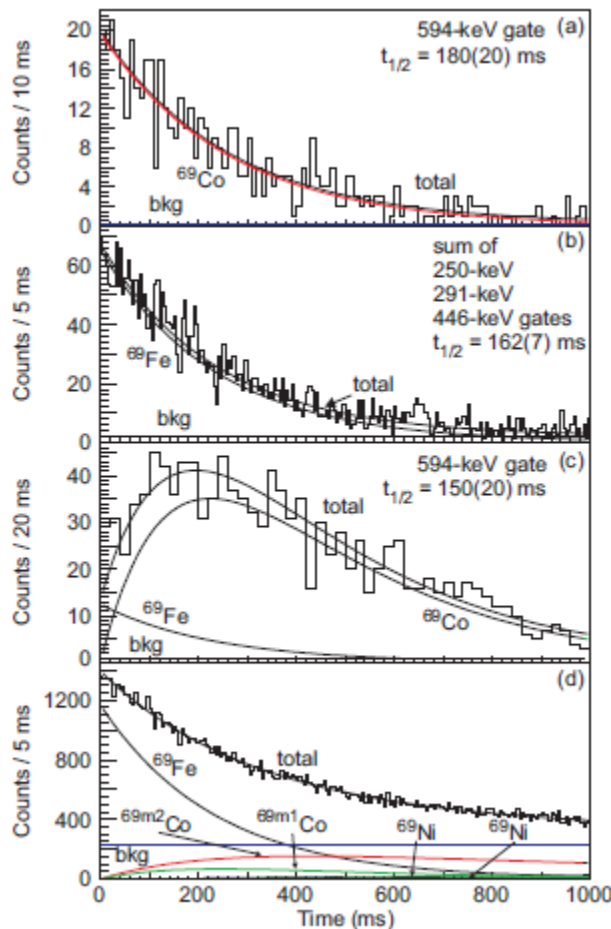 20
16
12
8
4
0
Counts / 10 ms
594-keV gate (a)
t1/2 = 180(20) ms
69Co
total
bkg
60
40
20
0
Counts / 5 ms
(b)
sum of
250-keV
291-keV
446-keV gates
t1/2 = 162(7) ms
69Fe
total
bkg
40
30
20
10
0
Counts / 20 ms
594-keV gate (c)
t1/2 = 150(20) ms
total
69Fe
69Co
bkg
1200
800
400
0
Counts / 5 ms
(d)
total
69Fe
69m2Co
69m1Co
69Ni
69Ni
bkg
0 200 400 600 800 1000
Time (ms)